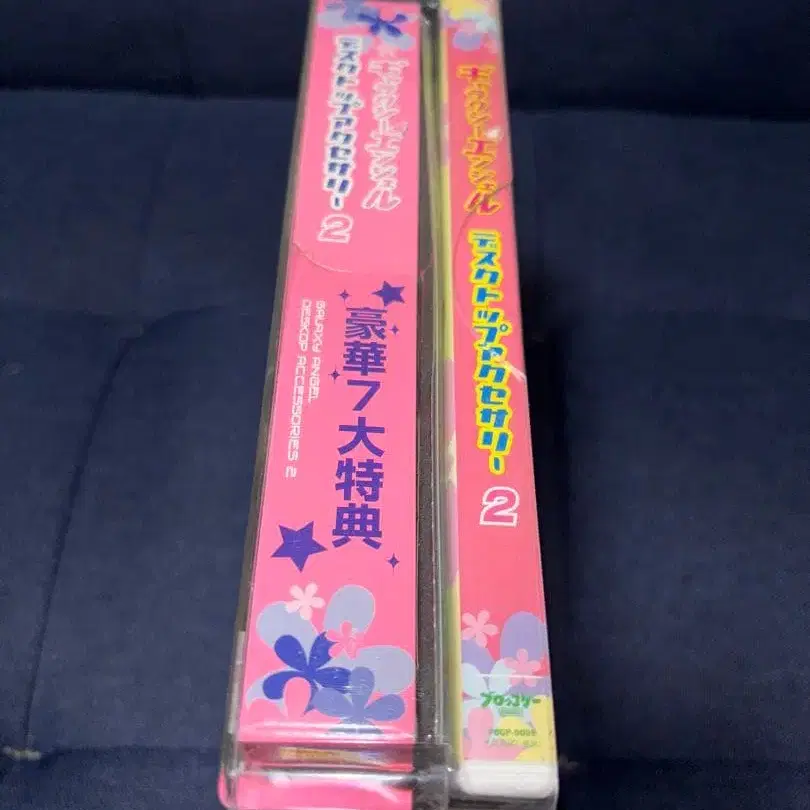 ギャラクシーエンジェル
デスクトップアクセサリー2
GALAXY ANGEL
DESKOP ACCESSORIES 2
豪華7大特典
ギャラクシーエンジェル
デスクトップアクセサリー2
ブロッコリー